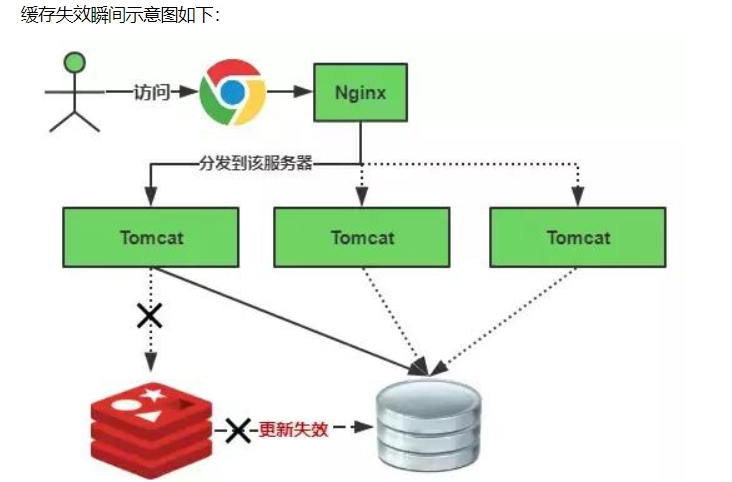 缓存失效瞬间示意图如下：
访问
Nginx
分发到该服务器
Tomcat
Tomcat
Tomcat
更新失效